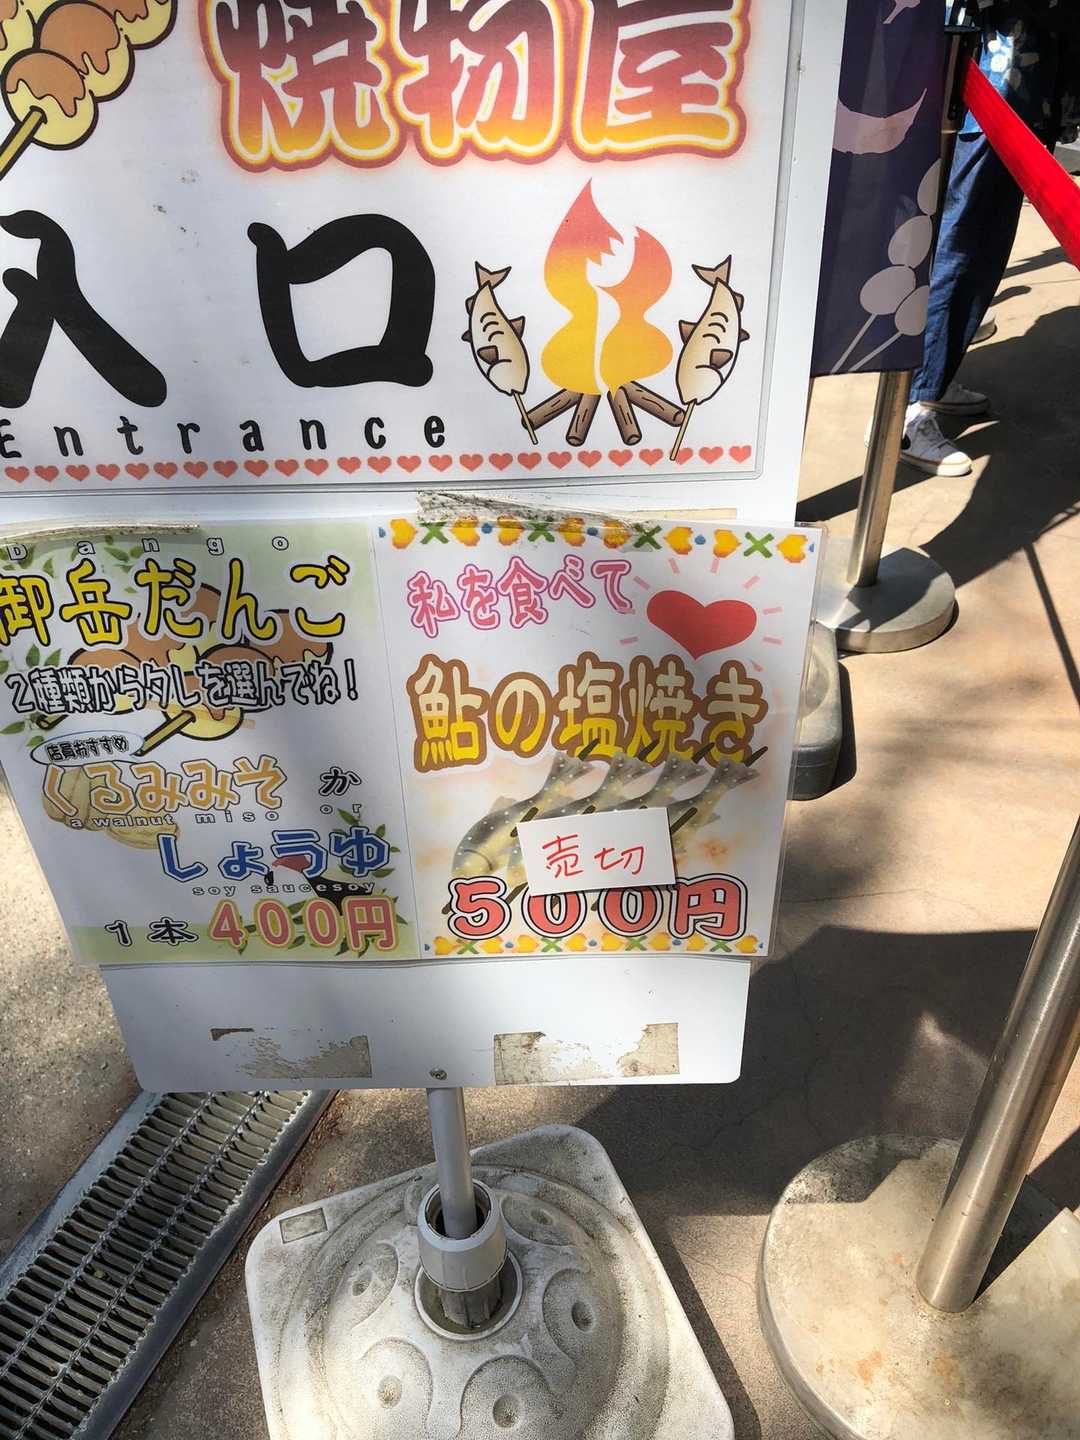 焼物屋
入口
Entrance
Dango
御岳だんご
2種類からタレを選んでね!
店員おすすめ
くるみみそ か
a walnut miso or
しょうゆ
soy saucesoy
1本 400円
私を食べて
鮎の塩焼き
売切
500円